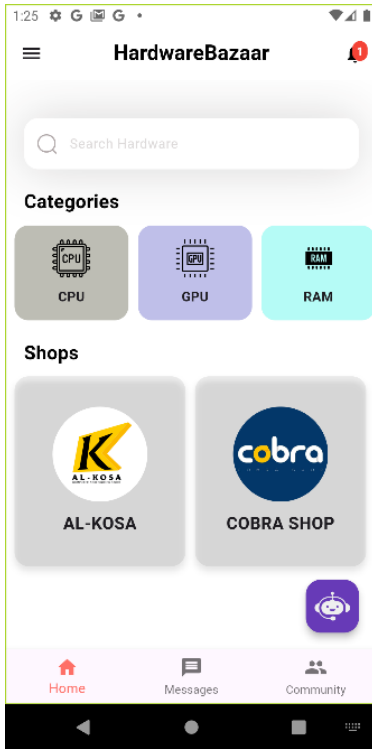 1:25 G G
HardwareBazaar
1
Search Hardware
Categories
CPU GPU RAM
CPU GPU RAM
Shops
K cobra
AL-KOSA
AL-KOSA COBRA SHOP
Home Messages Community